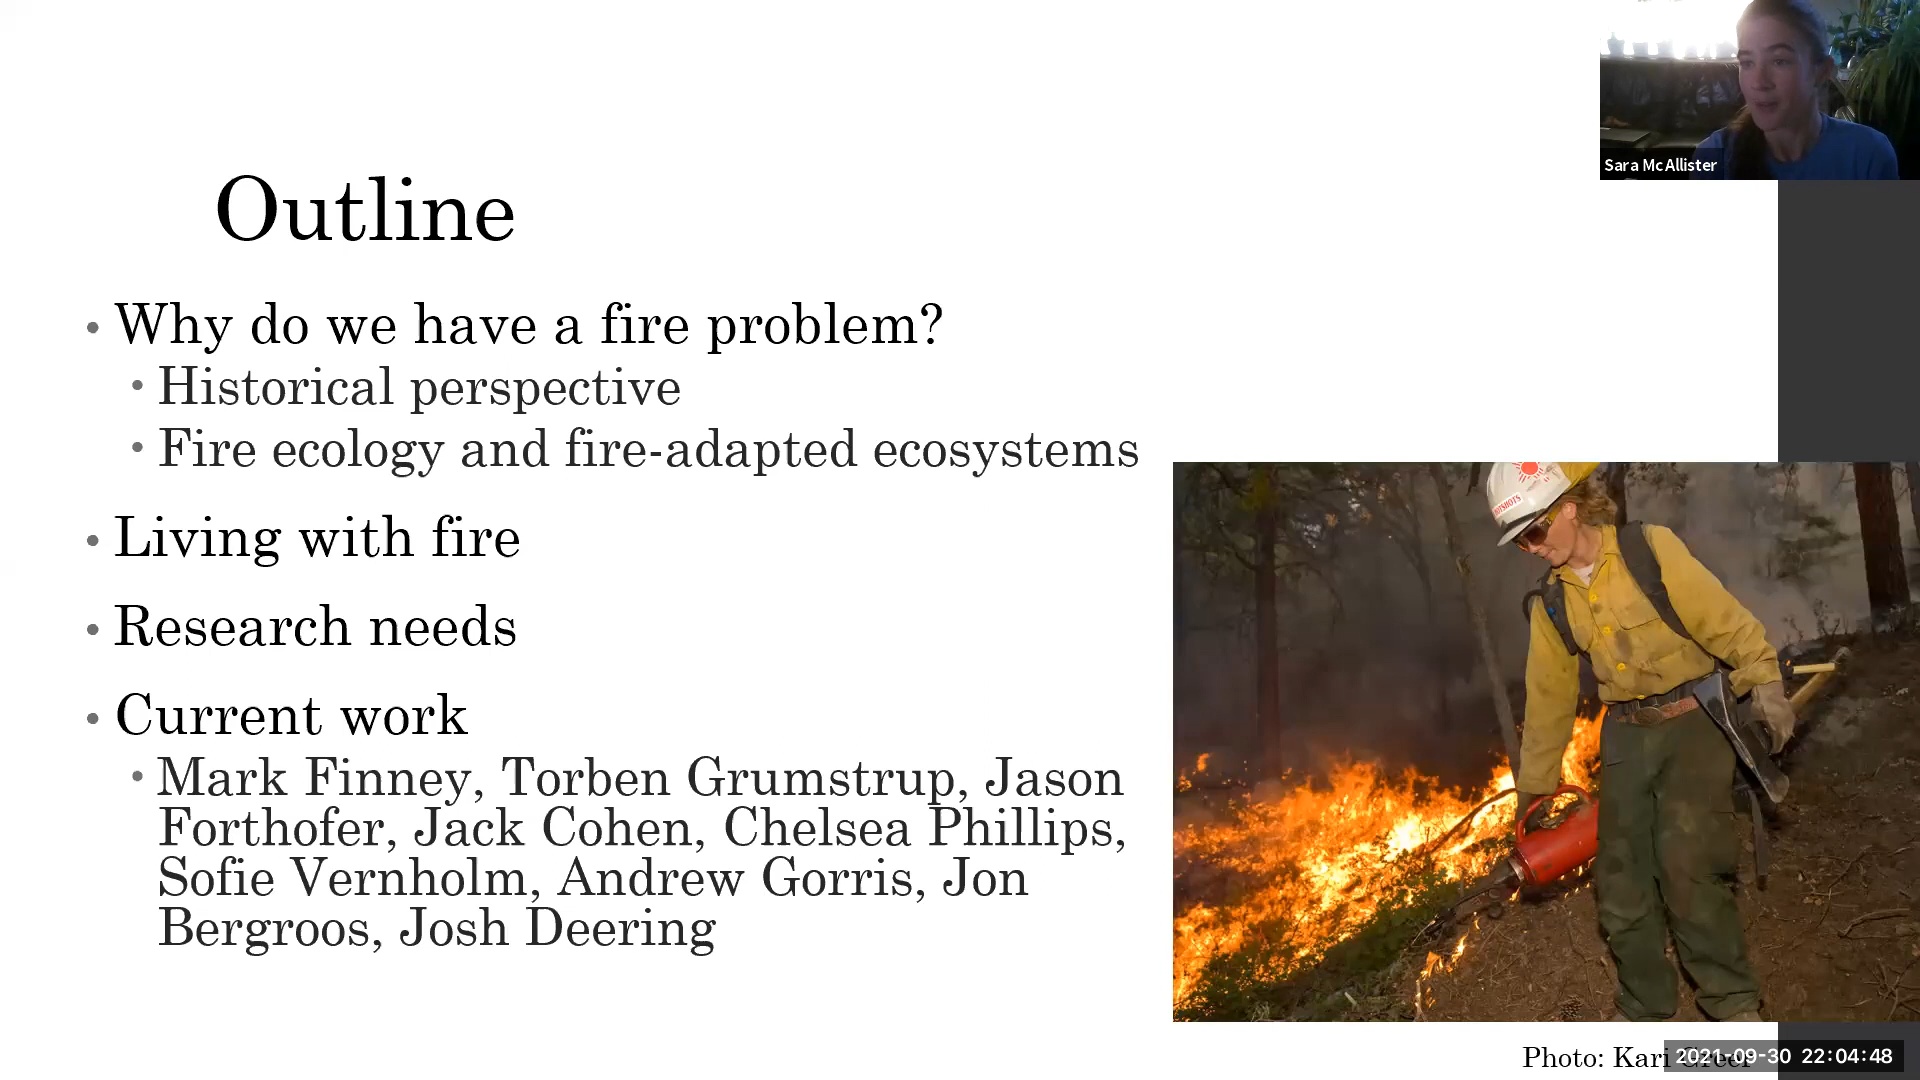 Sara McAllister
Outline
• Why do we have a fire problem?
• Historical perspective
• Fire ecology and fire-adapted ecosystems
• Living with fire
• Research needs
• Current work
• Mark Finney, Torben Grumstrup, Jason
Forthofer, Jack Cohen, Chelsea Phillips,
Sofie Vernholm, Andrew Gorris, Jon
Bergroos, Josh Deering
Photo: Kari
2021-09-30 22:04:48